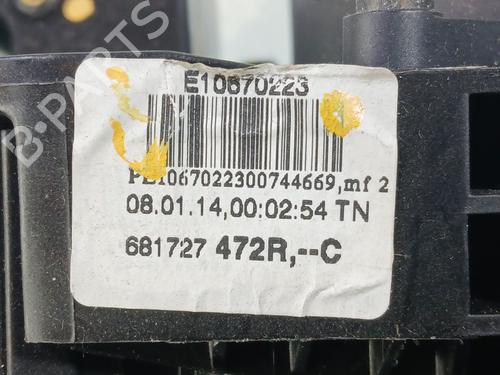 B-PARTS
E10670223
PE1067022300744669,mf 2
08.01.14,00:02:54 TN
681727 472R,--C